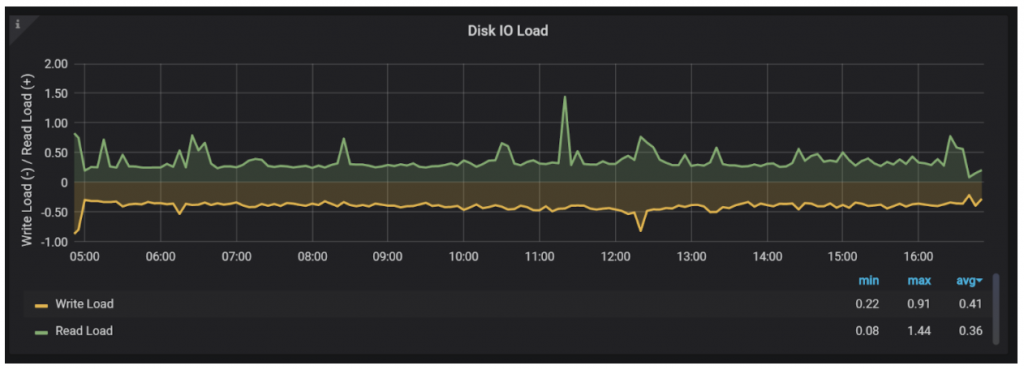 i
Disk IO Load
Write Load (-) / Read Load (+)
2.00
1.50
1.00
0.50
0
-0.50
-1.00
05:00 06:00 07:00 08:00 09:00 10:00 11:00 12:00 13:00 14:00 15:00 16:00
min max avg
Write Load 0.22 0.91 0.41
Read Load 0.08 1.44 0.36